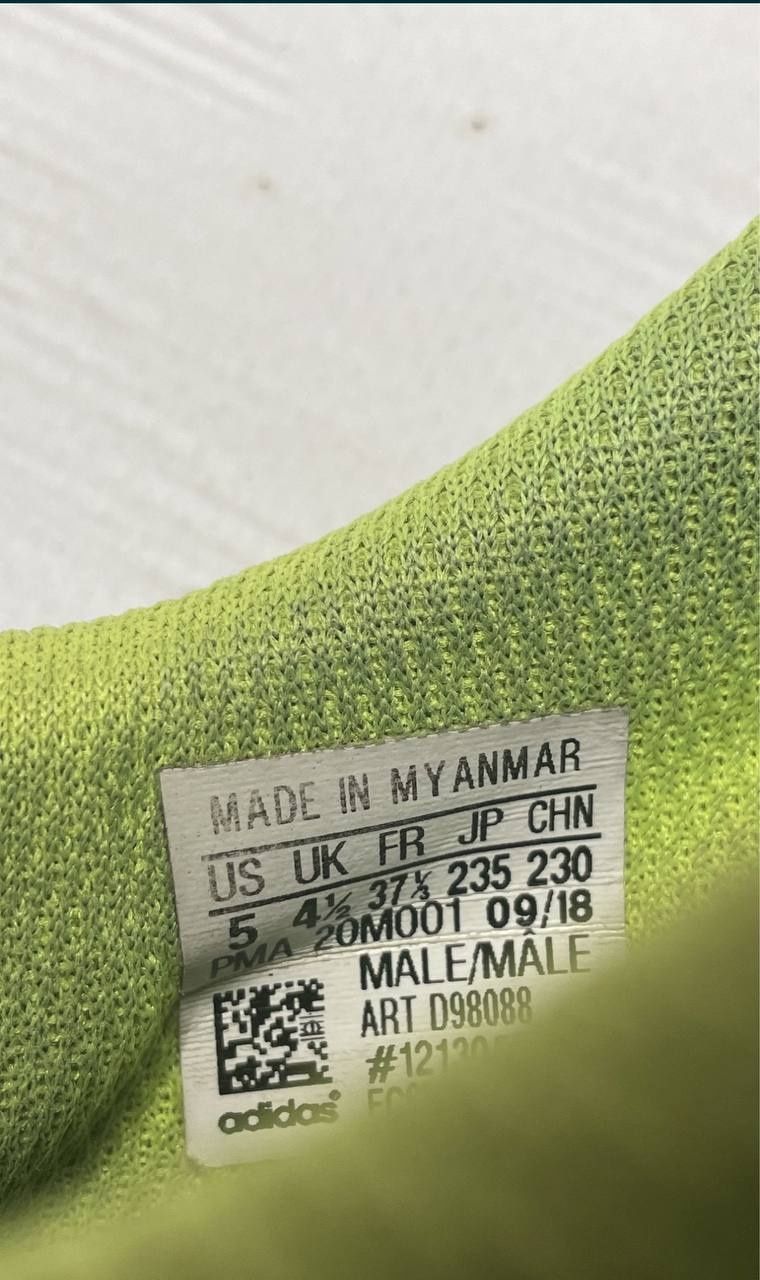 MADE IN MYANMAR
US UK FR JP CHN
5 4½ 37⅓ 235 230
PMA 20M001 09/18
MALE/MÂLE
ART D98088
adidas®